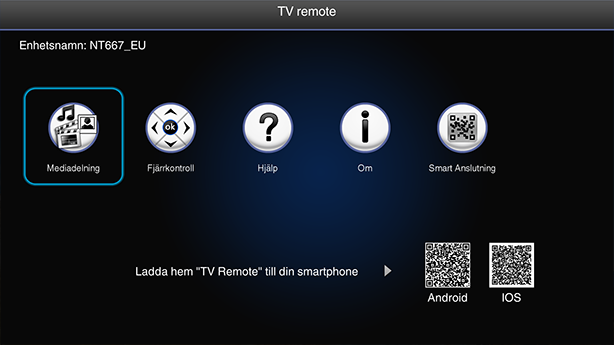 TV remote
Enhetsnamn: NT667_EU
ok
Mediadelning
Fjärrkontroll
Hjälp
Om
Smart Anslutning
Ladda hem "TV Remote" till din smartphone
Android
IOS